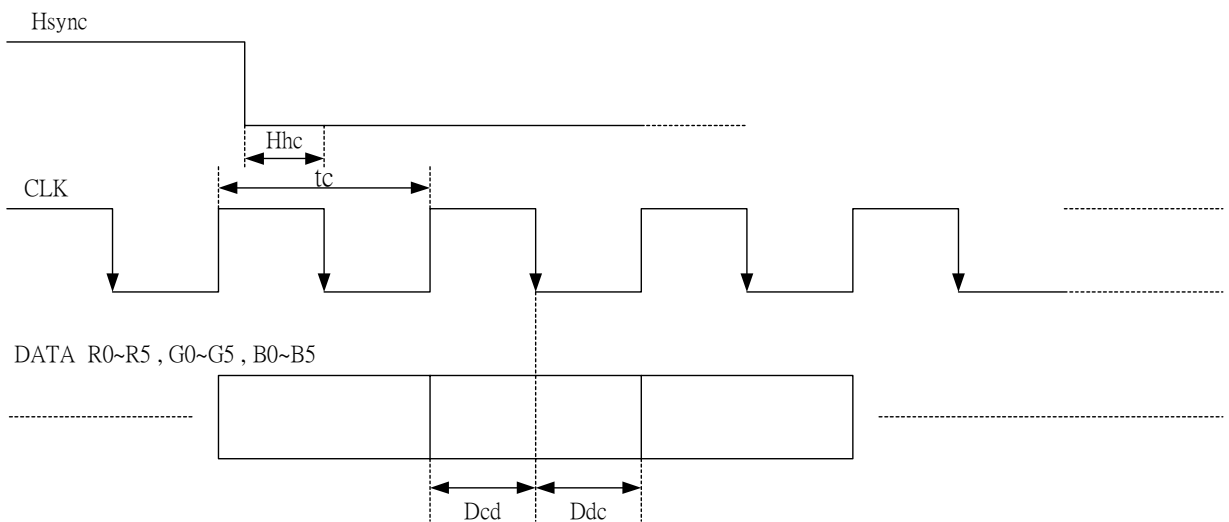 Hsync
Hhc
tc
CLK
DATA R0~R5 , G0~G5 , B0~B5
Dcd Ddc